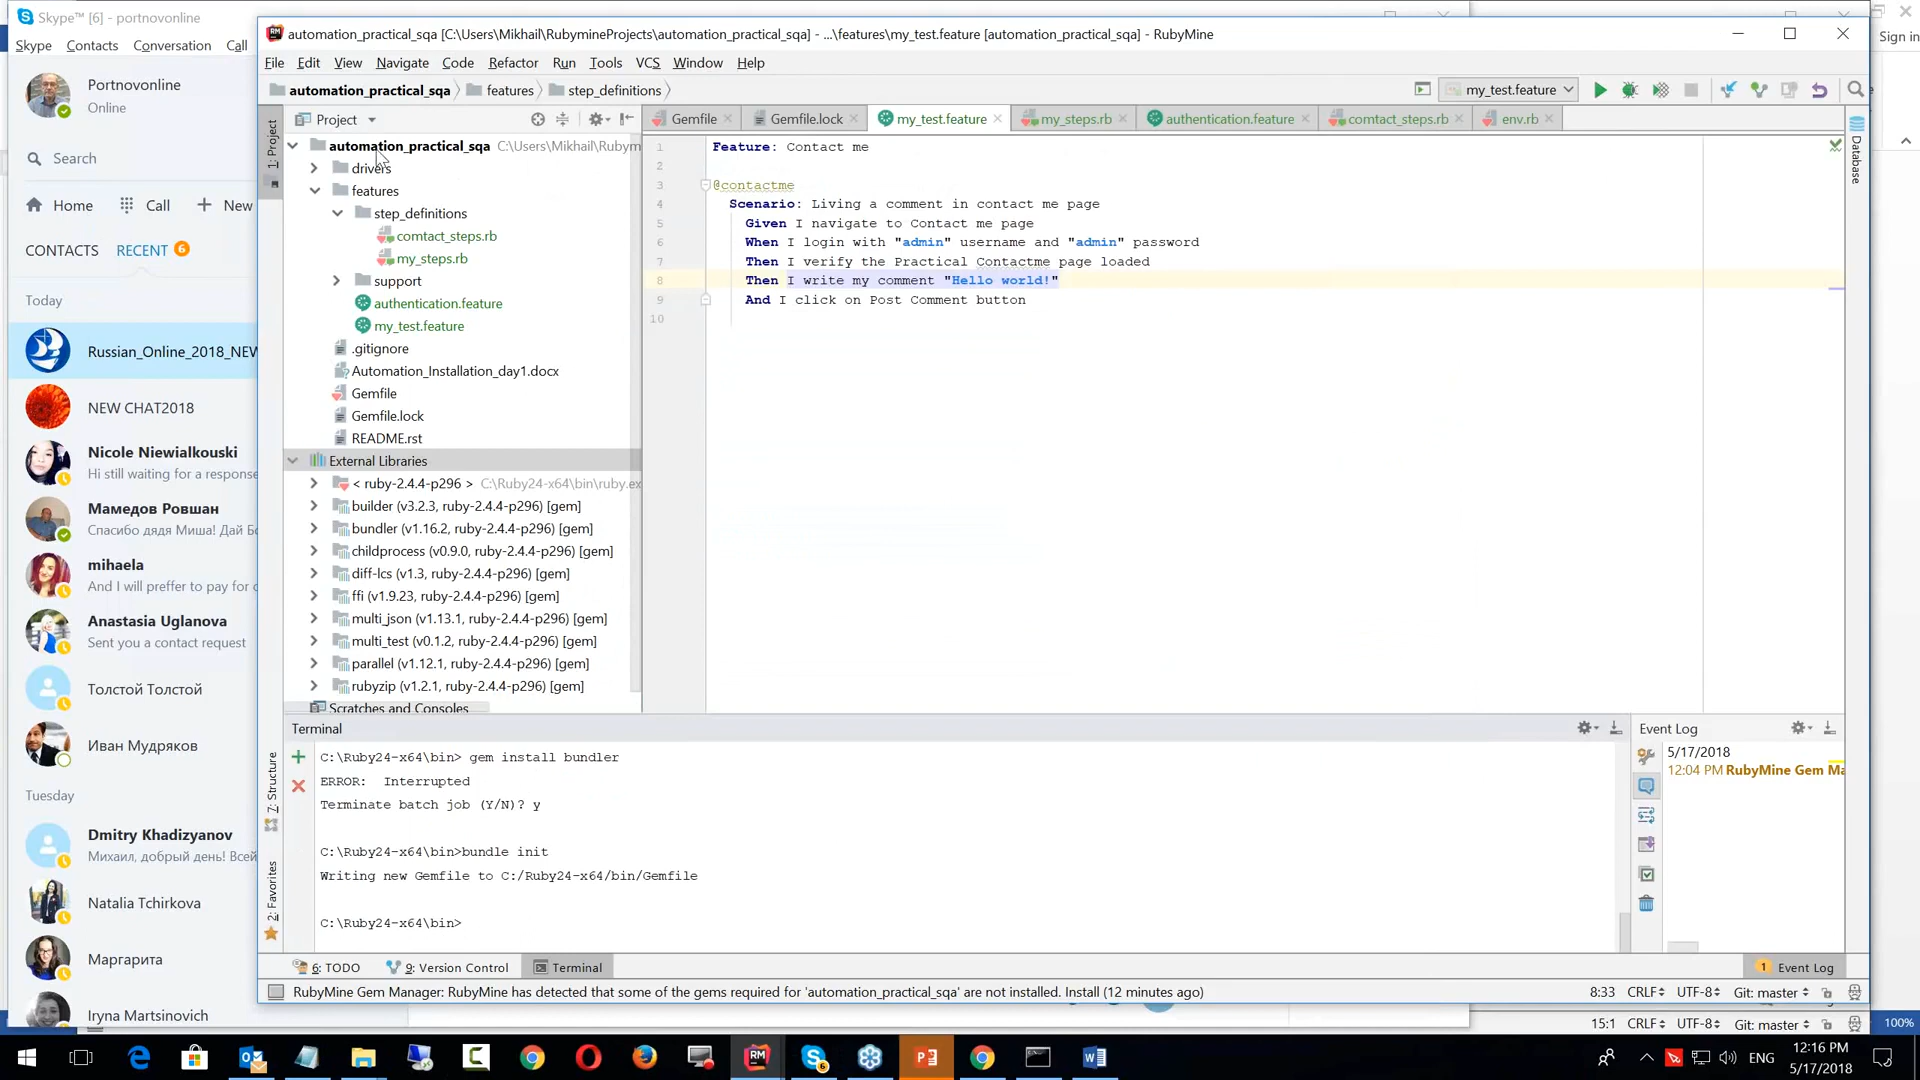 Skype™ [6] - portnovonline
Skype Contacts Conversation Call
Portnovonline
Online
Search
Home Call New
CONTACTS RECENT 6
Today
Russian_Online_2018_NEW
NEW CHAT2018
Nicole Niewialkouski
Hi still waiting for a response
Мамедов Ровшан
Спасибо дядя Миша! Дай Бо
mihaela
And I will preffer to pay for c
Anastasia Uglanova
Sent you a contact request
Толстой Толстой
Иван Мудряков
Tuesday
Dmitry Khadizyanov
Михаил, добрый день! Всей
Natalia Tchirkova
Маргарита
Iryna Martsinovich
automation_practical_sqa [C:\Users\Mikhail\RubymineProjects\automation_practical_sqa] - ...\features\my_test.feature [automation_practical_sqa] - RubyMine
Sign in
File Edit View Navigate Code Refactor Run Tools VCS Window Help
automation_practical_sqa features step_definitions
my_test.feature
1: Project
Project
automation_practical_sqa C:\Users\Mikhail\Rubym
drivers
features
step_definitions
comtact_steps.rb
my_steps.rb
support
authentication.feature
my_test.feature
.gitignore
Automation_Installation_day1.docx
Gemfile
Gemfile.lock
README.rst
External Libraries
< ruby-2.4.4-p296 > C:\Ruby24-x64\bin\ruby.ex
builder (v3.2.3, ruby-2.4.4-p296) [gem]
bundler (v1.16.2, ruby-2.4.4-p296) [gem]
childprocess (v0.9.0, ruby-2.4.4-p296) [gem]
diff-lcs (v1.3, ruby-2.4.4-p296) [gem]
ffi (v1.9.23, ruby-2.4.4-p296) [gem]
multi_json (v1.13.1, ruby-2.4.4-p296) [gem]
multi_test (v0.1.2, ruby-2.4.4-p296) [gem]
parallel (v1.12.1, ruby-2.4.4-p296) [gem]
rubyzip (v1.2.1, ruby-2.4.4-p296) [gem]
Scratches and Consoles
Gemfile Gemfile.lock my_test.feature my_steps.rb authentication.feature comtact_steps.rb env.rb
1 Feature: Contact me
2
3 @contactme
4 Scenario: Living a comment in contact me page
5 Given I navigate to Contact me page
6 When I login with "admin" username and "admin" password
7 Then I verify the Practical Contactme page loaded
8 Then I write my comment "Hello world!"
9 And I click on Post Comment button
10
Database
7: Structure
2: Favorites
Terminal
C:\Ruby24-x64\bin> gem install bundler
ERROR: Interrupted
Terminate batch job (Y/N)? y
C:\Ruby24-x64\bin>bundle init
Writing new Gemfile to C:/Ruby24-x64/bin/Gemfile
C:\Ruby24-x64\bin>
Event Log
5/17/2018
12:04 PM RubyMine Gem Ma
6: TODO 9: Version Control Terminal 1 Event Log
RubyMine Gem Manager: RubyMine has detected that some of the gems required for 'automation_practical_sqa' are not installed. Install (12 minutes ago) 8:33 CRLF UTF-8 Git: master
15:1 CRLF UTF-8 Git: master 100%
ENG 12:16 PM
5/17/2018